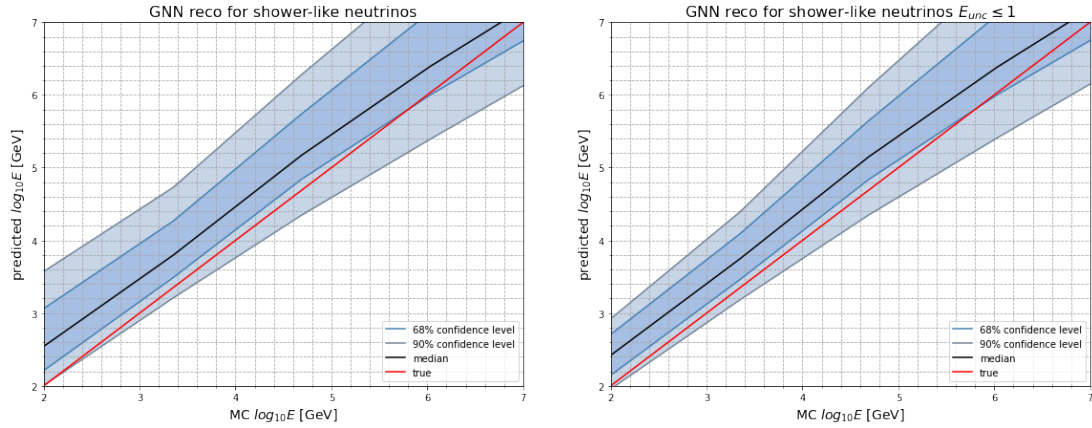 GNN reco for shower-like neutrinos
predicted log10E [GeV]
7
6
5
4
3
2
2 3 4 5 6 7
MC log10E [GeV]
68% confidence level
90% confidence level
median
true
GNN reco for shower-like neutrinos Eunc ≤ 1
predicted log10E [GeV]
7
6
5
4
3
2
2 3 4 5 6 7
MC log10E [GeV]
68% confidence level
90% confidence level
median
true